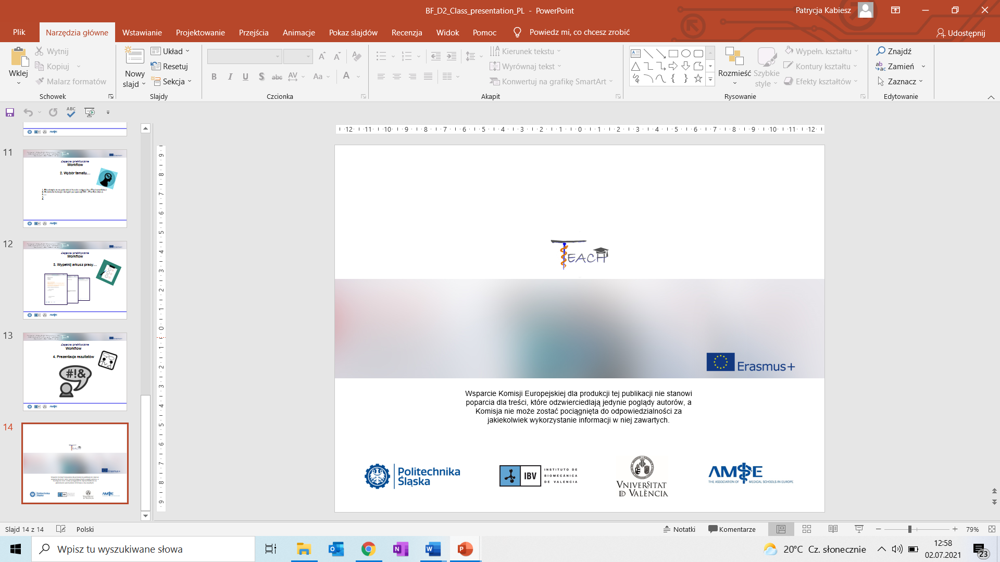 BF_D2_Class_presentation_PL - PowerPoint
Patrycja Kabiesz
Plik
Narzędzia główne
Wstawianie
Projektowanie
Przejścia
Animacje
Pokaz slajdów
Recenzja
Widok
Pomoc
Powiedz mi, co chcesz zrobić
Udostępnij
Wklej
Wytnij
Kopiuj
Malarz formatów
Schowek
Nowy
slajd
Układ
Resetuj
Sekcja
Slajdy
B I U S abc AV Aa A
Czcionka
Kierunek tekstu
Wyrównaj tekst
Konwertuj na grafikę SmartArt
Akapit
Rozmieść
Szybkie
style
Wypełn. kształtu
Kontury kształtu
Efekty kształtów
Rysowanie
Znajdź
Zamień
Zaznacz
Edytowanie
ABC
12 11 10 9 8 7 6 5 4 3 2 1 0 1 2 3 4 5 6 7 8 9 10 11 12
9 8 7 6 5 4 3 2 1 0 1 2 3 4 5 6 7 8 9
11
Zajęcia praktyczne
Workflow
2. Wybór tematu...
12
Zajęcia praktyczne
Workflow
3. Wypełnij arkusz pracy...
13
Zajęcia praktyczne
Workflow
4. Prezentacja rezultatów
#!&
14
TEACH
Erasmus+
Wsparcie Komisji Europejskiej dla produkcji tej publikacji nie stanowi
poparcia dla treści, które odzwierciedlają jedynie poglądy autorów, a
Komisja nie może zostać pociągnięta do odpowiedzialności za
jakiekolwiek wykorzystanie informacji w niej zawartych.
Politechnika
Śląska
IBV
INSTITUTO DE
BIOMECÁNICA
DE VALENCIA
VNIVERSITAT
DE VALÈNCIA
AMSE
THE ASSOCIATION OF MEDICAL SCHOOLS IN EUROPE
Slajd 14 z 14
Polski
Notatki
Komentarze
79%
Wpisz tu wyszukiwane słowa
20°C Cz. słonecznie
12:58
02.07.2021
23